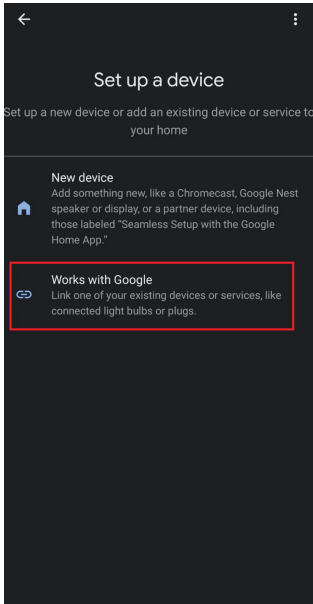 Set up a device
Set up a new device or add an existing device or service to
your home
New device
Add something new, like a Chromecast, Google Nest
speaker or display, or a partner device, including
those labeled “Seamless Setup with the Google
Home App.”
Works with Google
Link one of your existing devices or services, like
connected light bulbs or plugs.